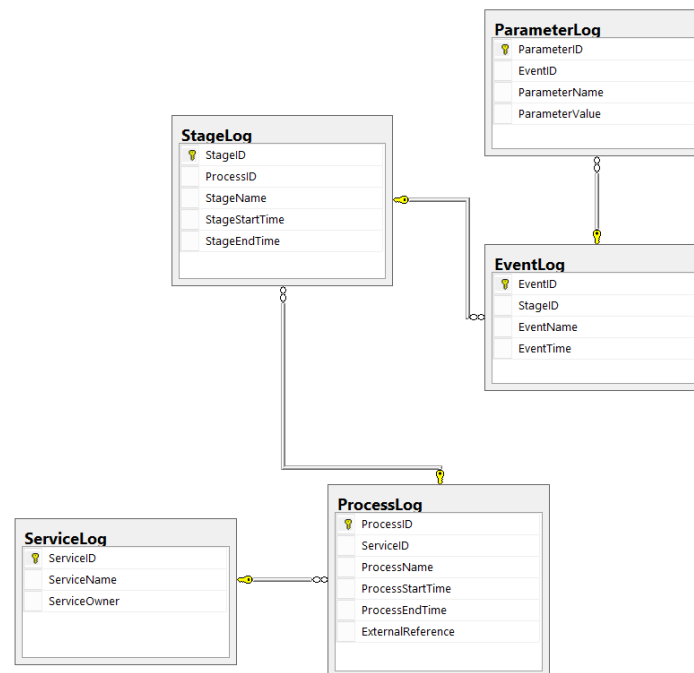 ParameterLog
ParameterID
EventID
ParameterName
ParameterValue
StageLog
StageID
ProcessID
StageName
StageStartTime
StageEndTime
EventLog
EventID
StageID
EventName
EventTime
ProcessLog
ProcessID
ServiceID
ProcessName
ProcessStartTime
ProcessEndTime
ExternalReference
ServiceLog
ServiceID
ServiceName
ServiceOwner